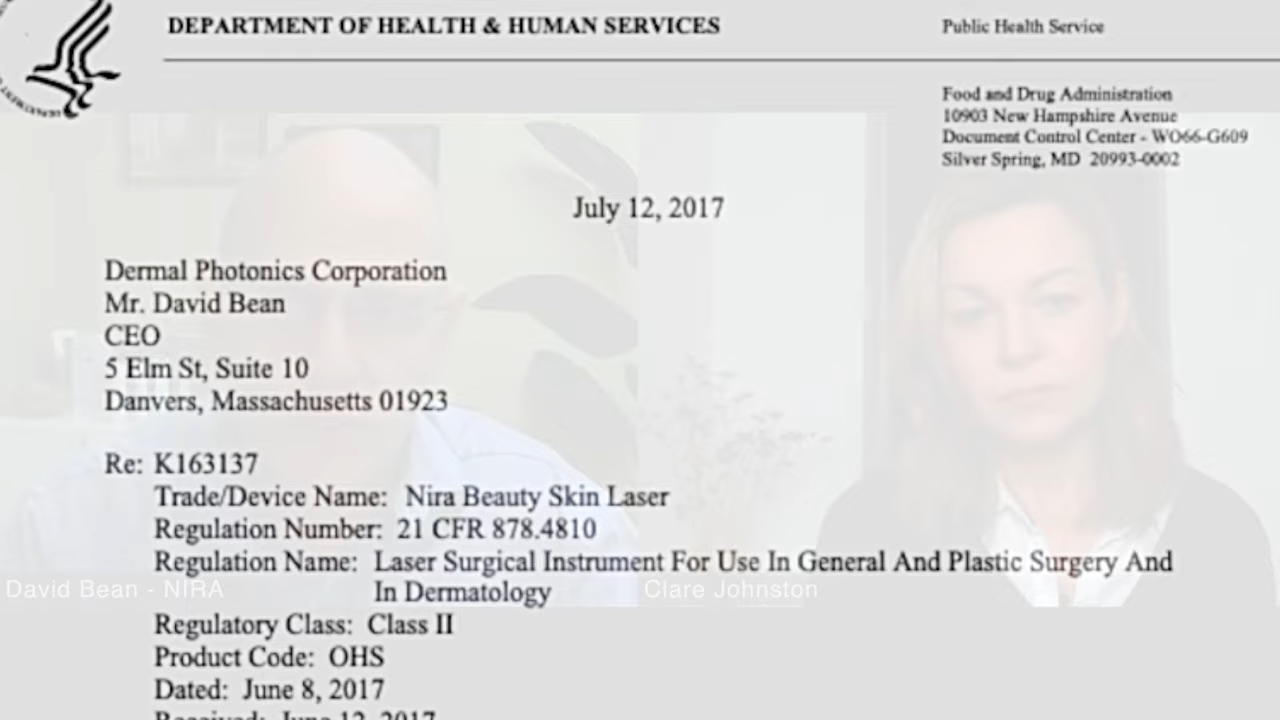 DEPARTMENT OF HEALTH & HUMAN SERVICES
Public Health Service
Food and Drug Administration
10903 New Hampshire Avenue
Document Control Center - WO66-G609
Silver Spring, MD 20993-0002
July 12, 2017
Dermal Photonics Corporation
Mr. David Bean
CEO
5 Elm St, Suite 10
Danvers, Massachusetts 01923
Re: K163137
Trade/Device Name: Nira Beauty Skin Laser
Regulation Number: 21 CFR 878.4810
Regulation Name: Laser Surgical Instrument For Use In General And Plastic Surgery And
In Dermatology
Regulatory Class: Class II
Product Code: OHS
Dated: June 8, 2017
Received: June 12, 2017
David Bean - NIRA
Clare Johnston